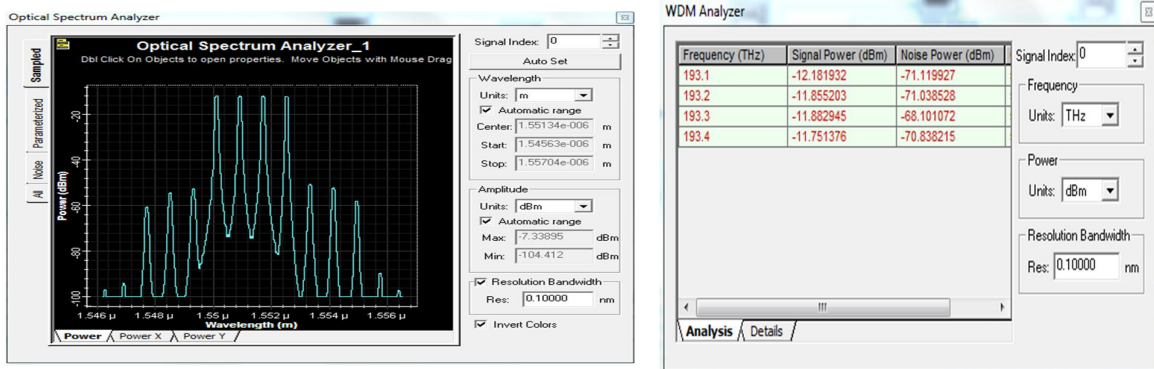 Optical Spectrum Analyzer
Optical Spectrum Analyzer_1
Dbl Click On Objects to open properties. Move Objects with Mouse Drag
Sampled
Parameterized
Noise
All
Power (dBm)
-20
-40
-60
-80
-100
1.546 µ 1.548 µ 1.55 µ 1.552 µ 1.554 µ 1.556 µ
Wavelength (m)
Power Power X Power Y
Signal Index: 0
Auto Set
Wavelength
Units: m
Automatic range
Center: 1.55134e-006 m
Start: 1.54563e-006 m
Stop: 1.55704e-006 m
Amplitude
Units: dBm
Automatic range
Max: -7.33895 dBm
Min: -104.412 dBm
Resolution Bandwidth
Res: 0.10000 nm
Invert Colors
WDM Analyzer
Frequency (THz) Signal Power (dBm) Noise Power (dBm)
193.1 -12.181932 -71.119927
193.2 -11.855203 -71.038528
193.3 -11.882945 -68.101072
193.4 -11.751376 -70.838215
Analysis Details
Signal Index: 0
Frequency
Units: THz
Power
Units: dBm
Resolution Bandwidth
Res: 0.10000 nm